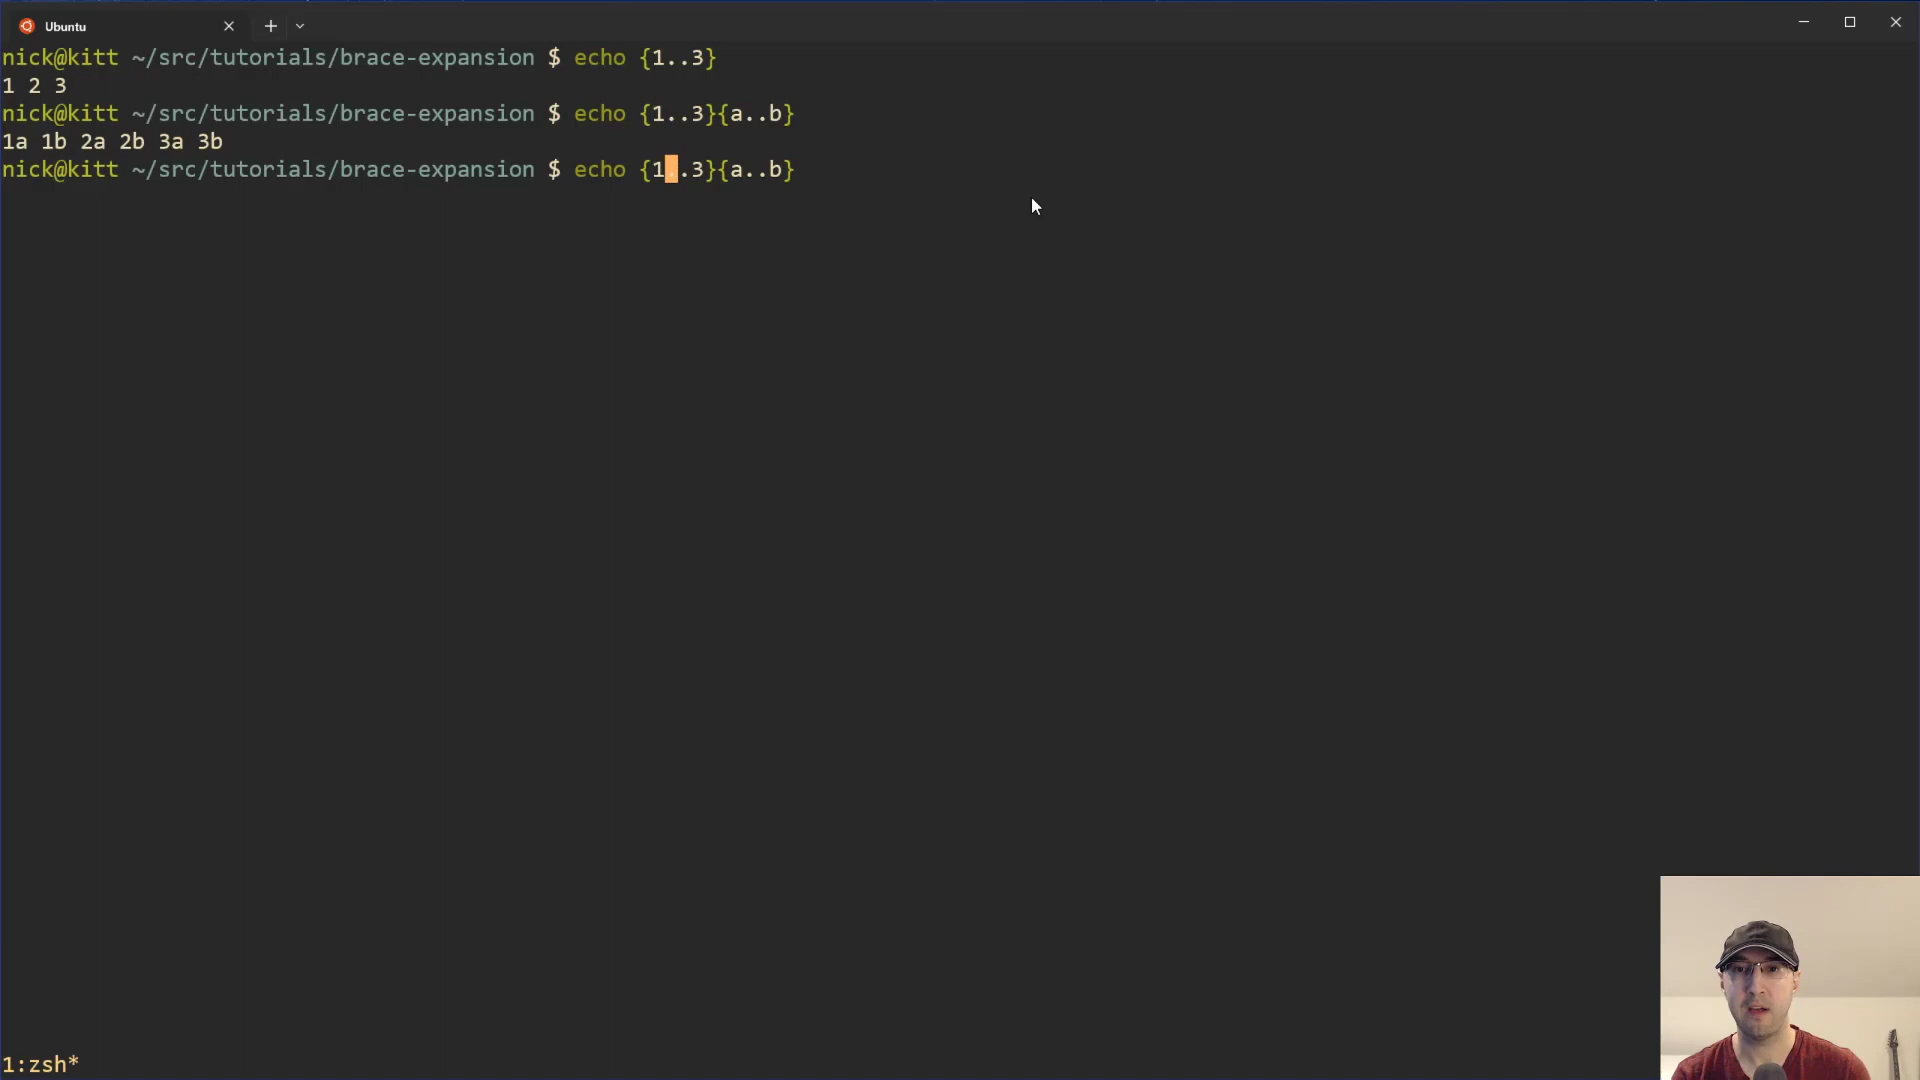 Ubuntu
nick@kitt ~/src/tutorials/brace-expansion $ echo {1..3}
1 2 3
nick@kitt ~/src/tutorials/brace-expansion $ echo {1..3}{a..b}
1a 1b 2a 2b 3a 3b
nick@kitt ~/src/tutorials/brace-expansion $ echo {1..3}{a..b}
1:zsh*